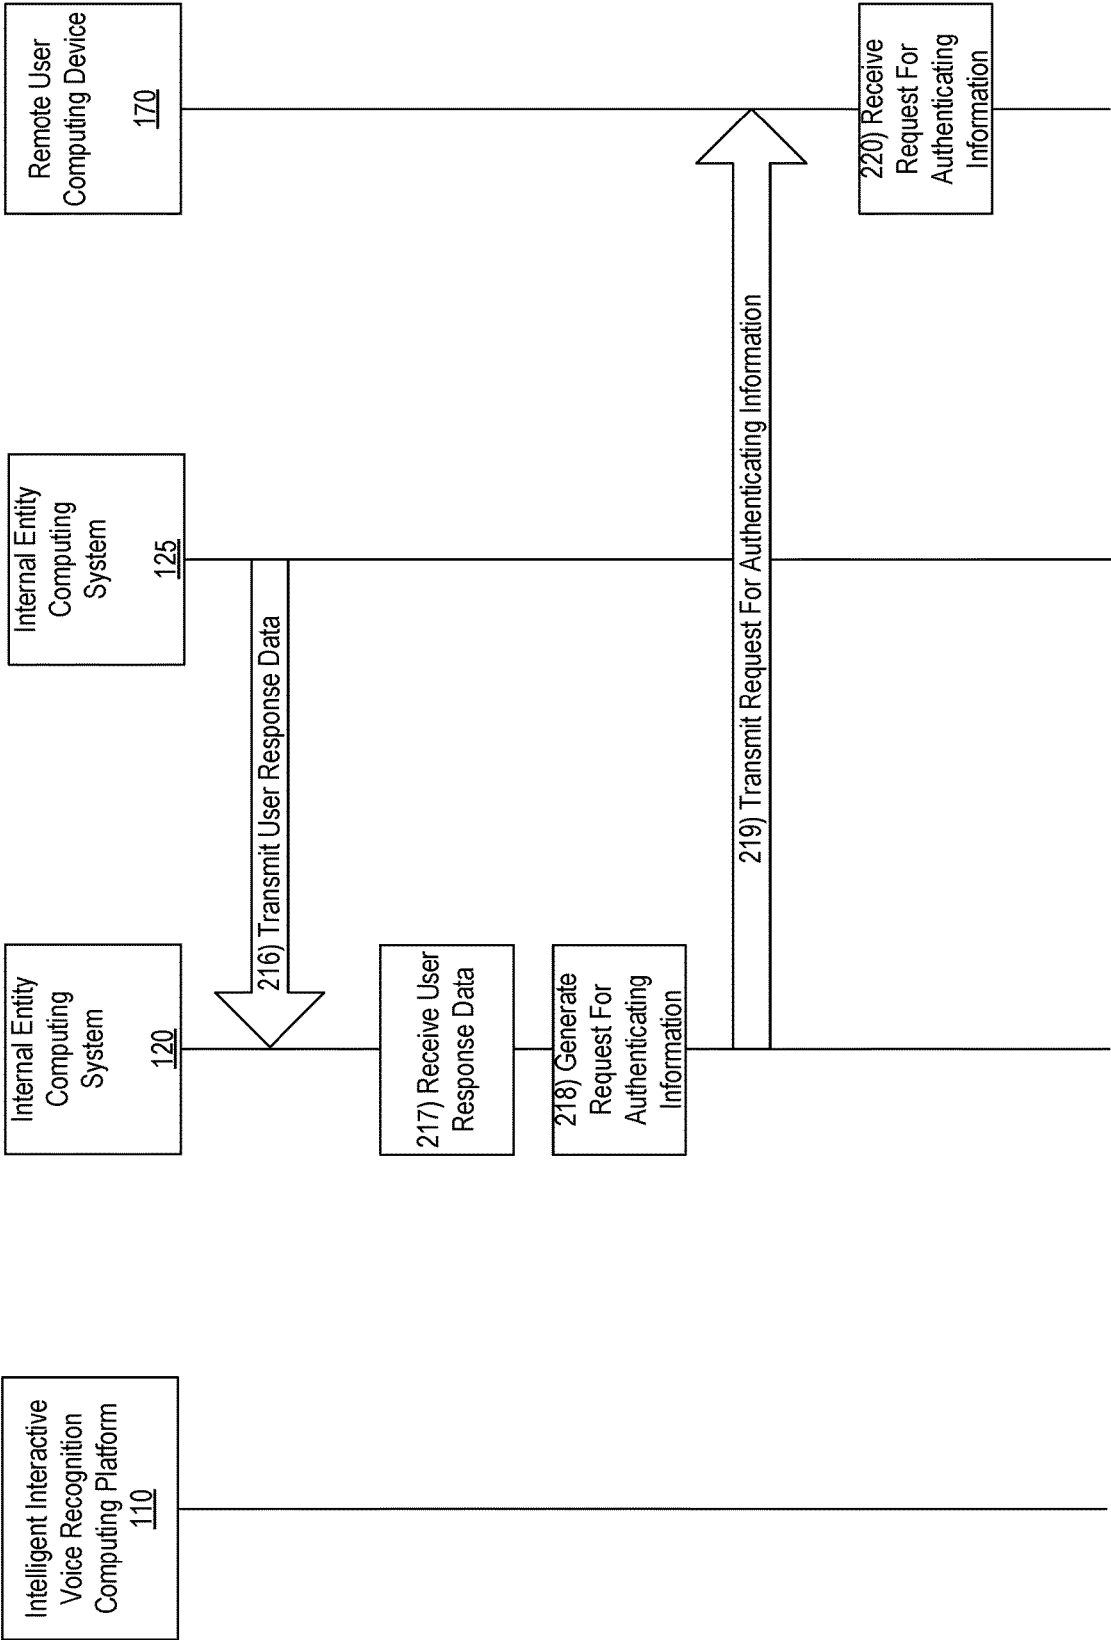 Intelligent Interactive
Voice Recognition
Computing Platform
110
Internal Entity
Computing
System
120
Internal Entity
Computing
System
125
Remote User
Computing Device
170
216) Transmit User Response Data
217) Receive User
Response Data
218) Generate
Request For
Authenticating
Information
219) Transmit Request For Authenticating Information
220) Receive
Request For
Authenticating
Information